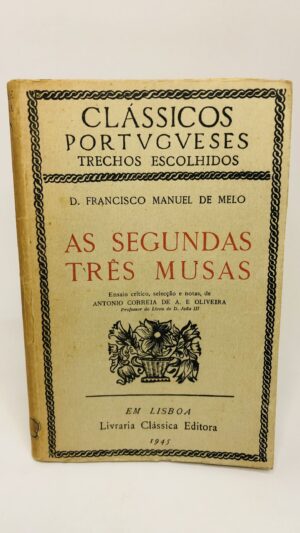 CLÁSSICOS
PORTVGVESES
TRECHOS ESCOLHIDOS
D. FRANCISCO MANUEL DE MELO
AS SEGUNDAS
TRÊS MUSAS
Ensaio crítico, selecção e notas, de
ANTONIO CORREIA DE A. E OLIVEIRA
Professor do Liceu de D. João III
EM LISBOA
Livraria Clássica Editora
1945